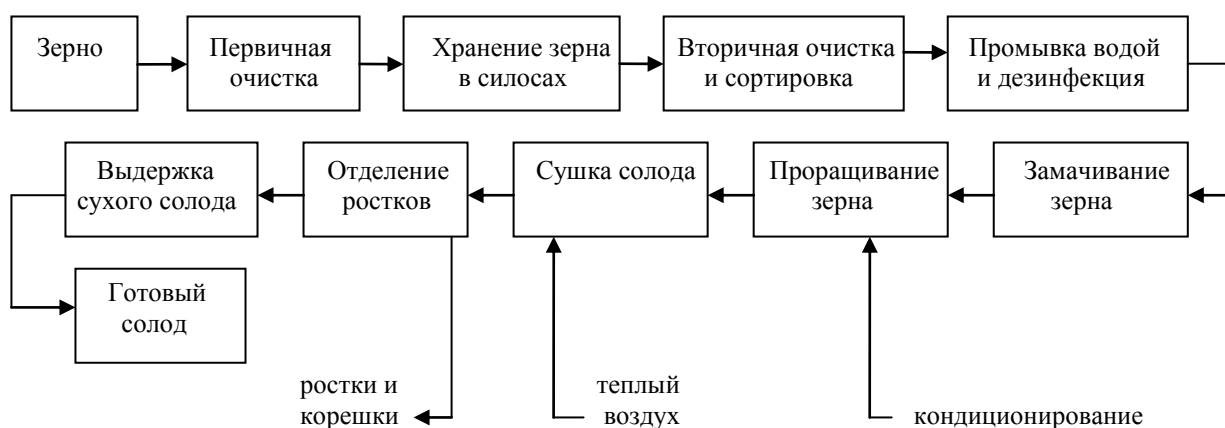 Зерно
Первичная
очистка
Хранение зерна
в силосах
Вторичная очистка
и сортировка
Промывка водой
и дезинфекция
Замачивание
зерна
Проращивание
зерна
Сушка солода
Отделение
ростков
Выдержка
сухого солода
Готовый
солод
ростки и
корешки
теплый
воздух
кондиционирование